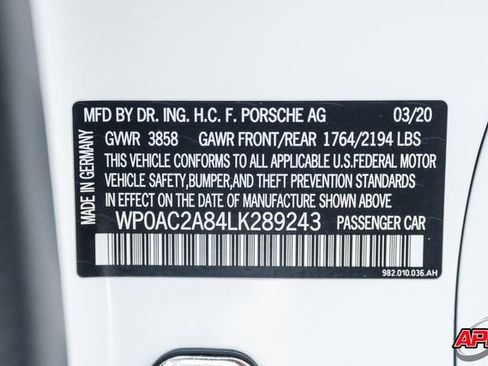 MFD BY DR. ING. H.C. F. PORSCHE AG 03/20
GVWR 3858 GAWR FRONT/REAR 1764/2194 LBS
THIS VEHICLE CONFORMS TO ALL APPLICABLE U.S.FEDERAL MOTOR
VEHICLE SAFETY,BUMPER,AND THEFT PREVENTION STANDARDS
IN EFFECT ON THE DATE OF MANUFACTURE SHOWN ABOVE
WP0AC2A84LK289243 PASSENGER CAR
982.010.036.AH
MADE IN GERMANY